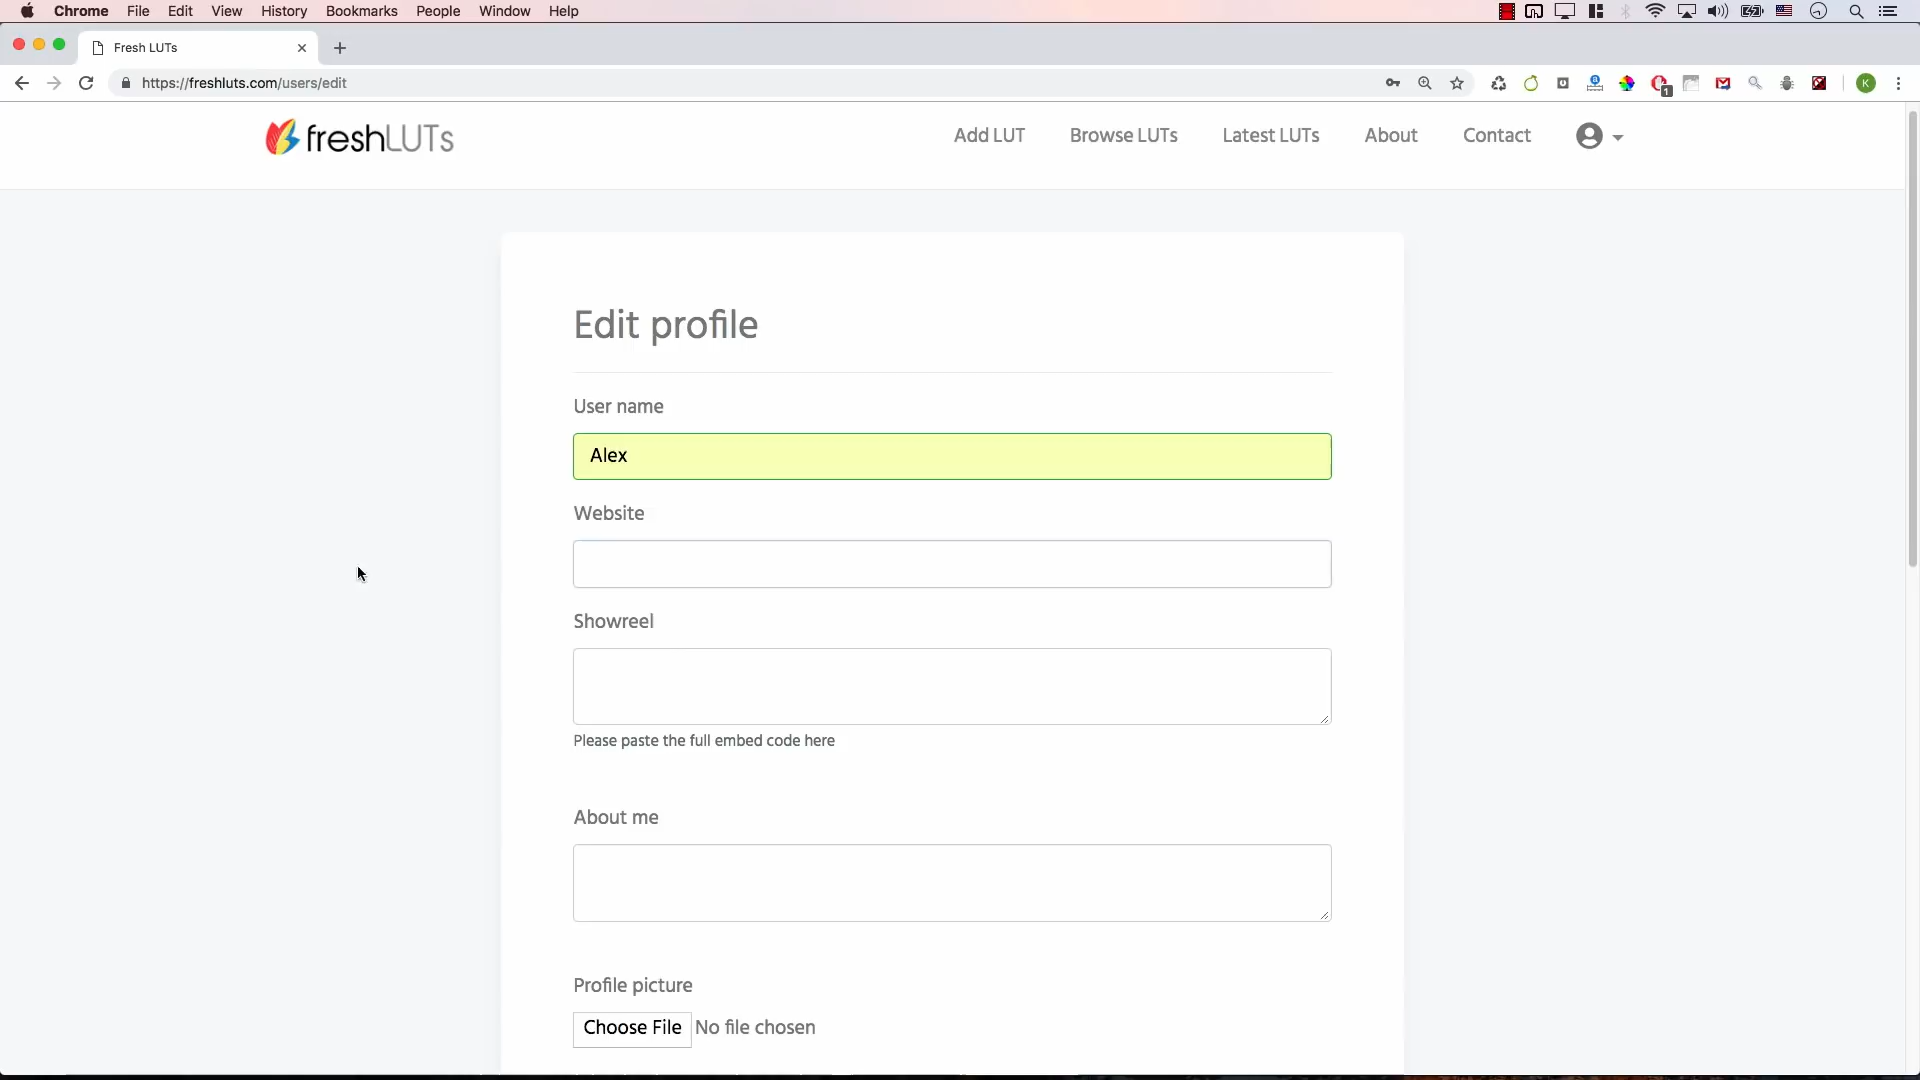 Chrome File Edit View History Bookmarks People Window Help
Fresh LUTs
https://freshluts.com/users/edit
1
K
freshLUTs
Add LUT Browse LUTs Latest LUTs About Contact
Edit profile
User name
Alex
Website
Showreel
Please paste the full embed code here
About me
Profile picture
Choose File No file chosen